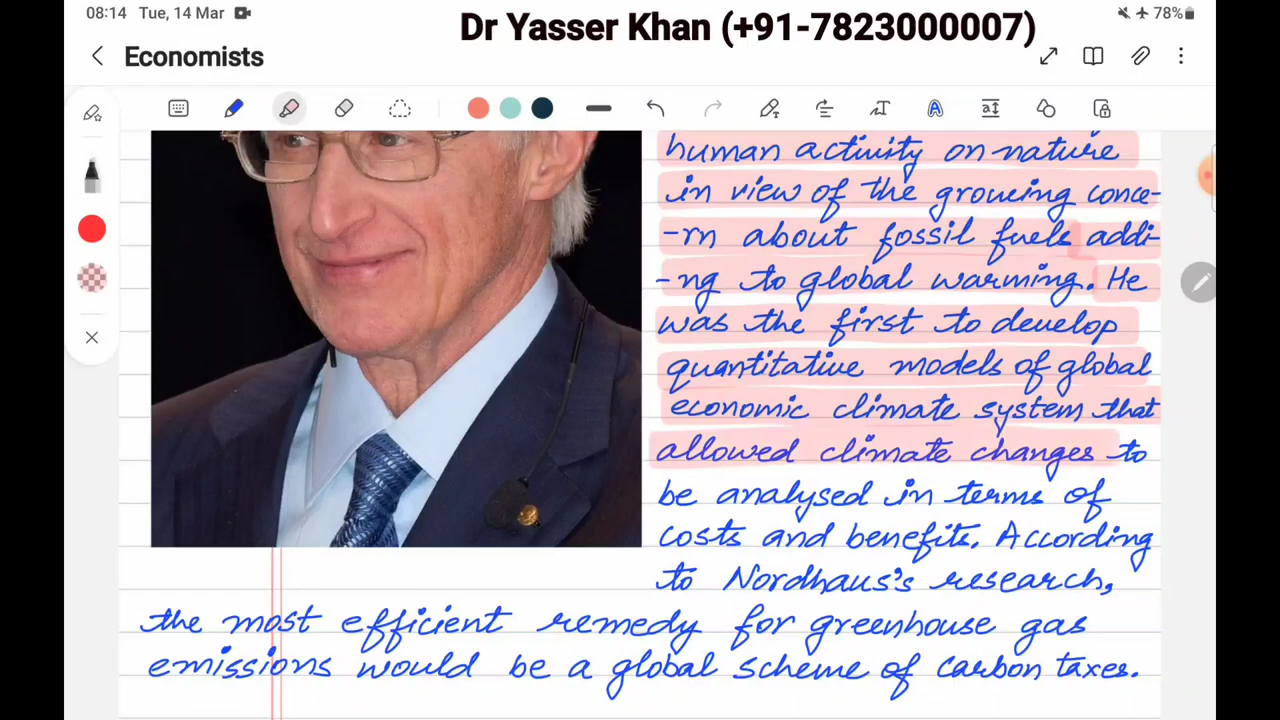 08:14 Tue, 14 Mar
Dr Yasser Khan (+91-7823000007)
78%
Economists
human activity on nature
in view of the growing conce-
-rn about fossil fuels addi-
-ng to global warming. He
was the first to develop
quantitative models of global
economic climate system that
allowed climate changes to
be analysed in terms of
costs and benefits. According
to Nordhaus's research,
the most efficient remedy for greenhouse gas
emissions would be a global scheme of carbon taxes.